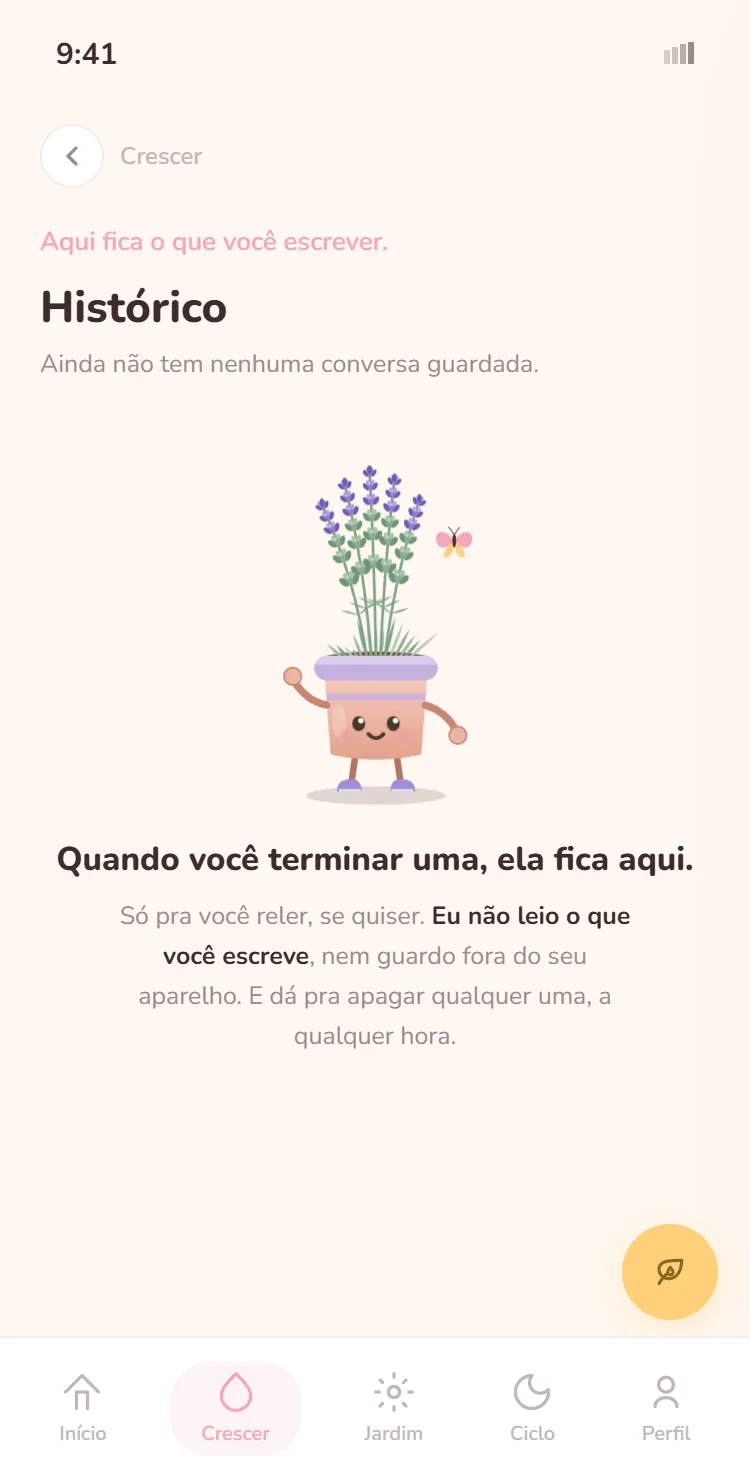 9:41
Crescer
Aqui fica o que você escrever.
Histórico
Ainda não tem nenhuma conversa guardada.
Quando você terminar uma, ela fica aqui.
Só pra você reler, se quiser. Eu não leio o que
você escreve, nem guardo fora do seu
aparelho. E dá pra apagar qualquer uma, a
qualquer hora.
Início
Crescer
Jardim
Ciclo
Perfil